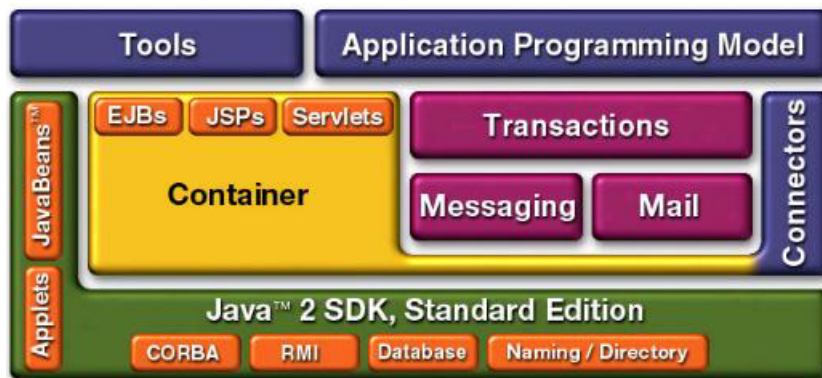 Tools
Application Programming Model
JavaBeans™
EJBs
JSPs
Servlets
Transactions
Container
Messaging
Mail
Connectors
Applets
Java™ 2 SDK, Standard Edition
CORBA
RMI
Database
Naming / Directory